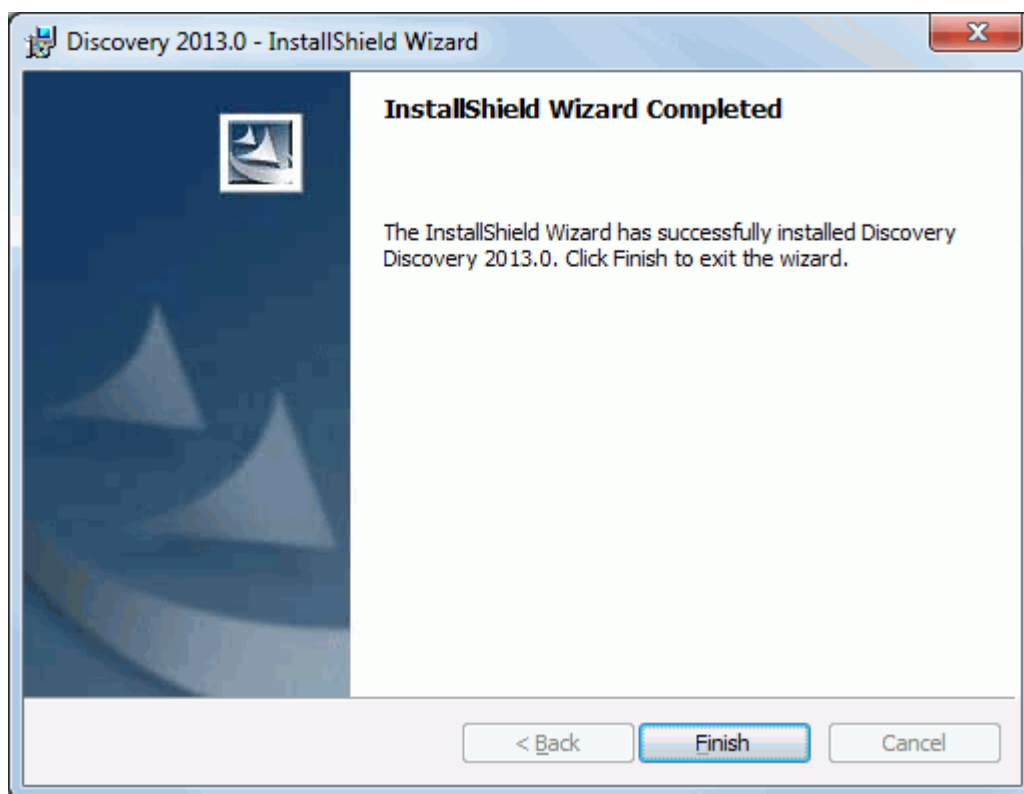 Discovery 2013.0 - InstallShield Wizard
InstallShield Wizard Completed
The InstallShield Wizard has successfully installed Discovery
Discovery 2013.0. Click Finish to exit the wizard.
< Back
Finish
Cancel